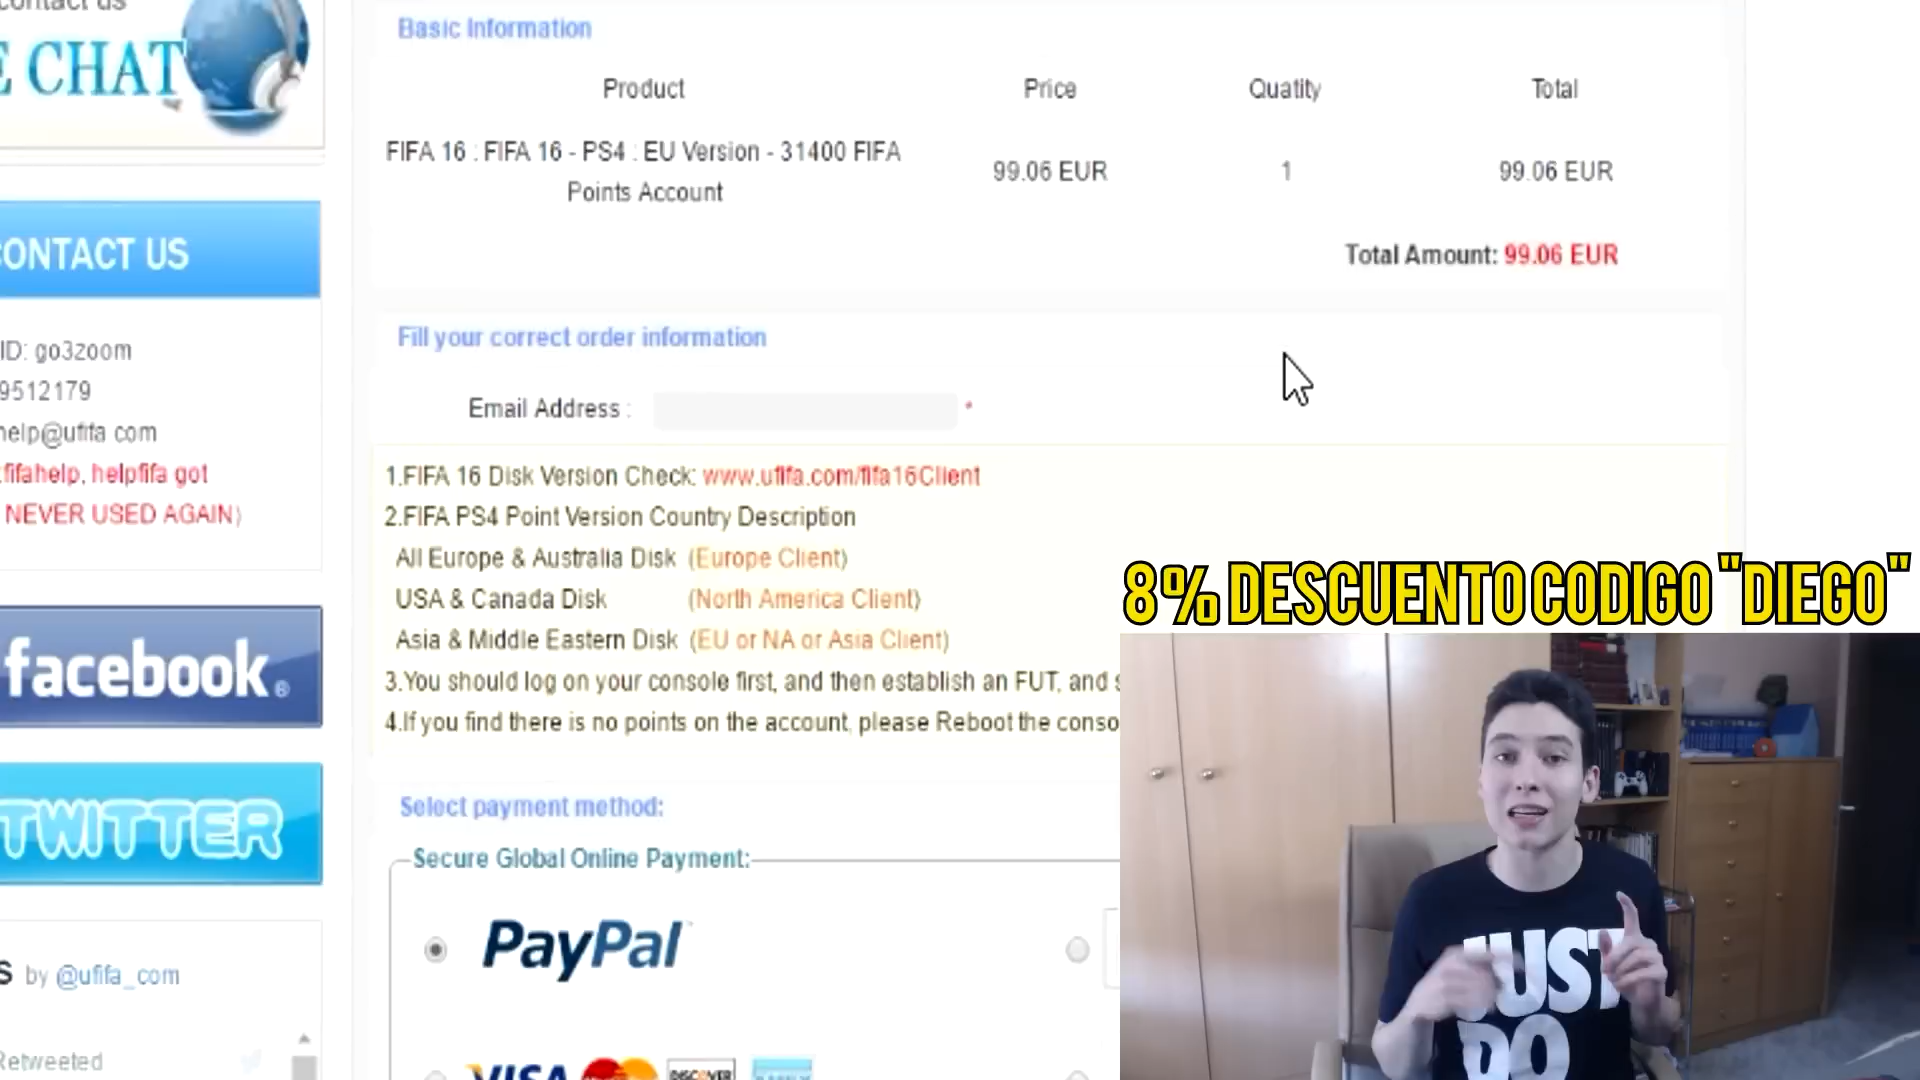 contact us
E CHAT
CONTACT US
ID: go3zoom
9512179
help@ufifa com
fifahelp, helpfifa got
NEVER USED AGAIN)
facebook®
TWITTER
S by @ufifa_com
Retweeted
Basic Information
Product Price Quatity Total
FIFA 16 : FIFA 16 - PS4 : EU Version - 31400 FIFA
Points Account
99.06 EUR 1 99.06 EUR
Total Amount: 99.06 EUR
Fill your correct order information
Email Address : *
1.FIFA 16 Disk Version Check: www.ufifa.com/fifa16Client
2.FIFA PS4 Point Version Country Description
All Europe & Australia Disk (Europe Client)
USA & Canada Disk (North America Client)
Asia & Middle Eastern Disk (EU or NA or Asia Client)
3.You should log on your console first, and then establish an FUT, and s
4.If you find there is no points on the account, please Reboot the conso
Select payment method:
Secure Global Online Payment:
PayPal
VISA DISCOVER
8% DESCUENTO CODIGO "DIEGO"
JUST
DO